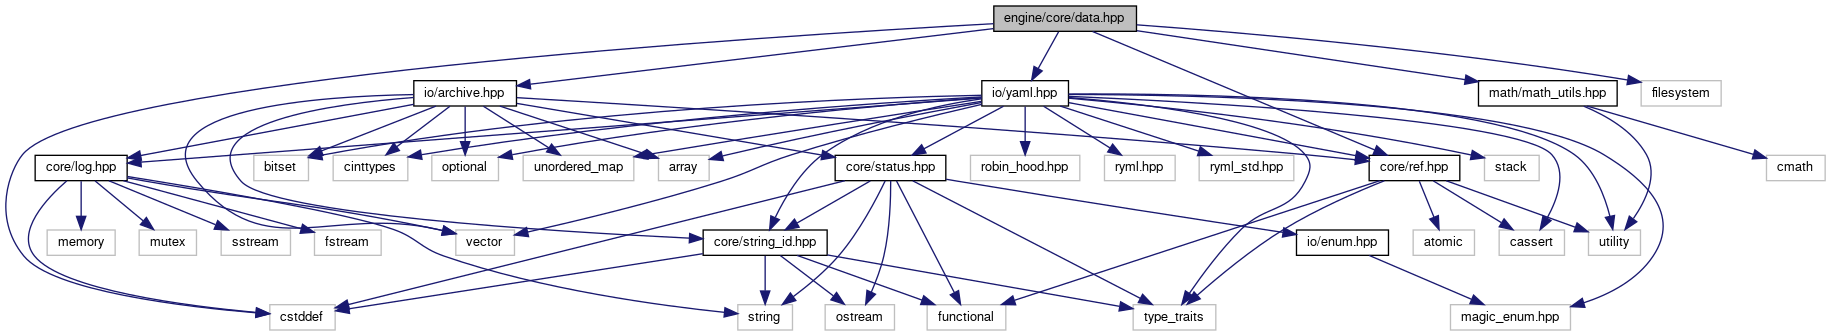 engine/core/data.hpp
io/archive.hpp
io/yaml.hpp
math/math_utils.hpp
filesystem
core/log.hpp
bitset
cinttypes
optional
unordered_map
array
core/status.hpp
robin_hood.hpp
ryml.hpp
ryml_std.hpp
core/ref.hpp
stack
cmath
memory
mutex
sstream
fstream
vector
core/string_id.hpp
io/enum.hpp
atomic
cassert
utility
cstddef
string
ostream
functional
type_traits
magic_enum.hpp